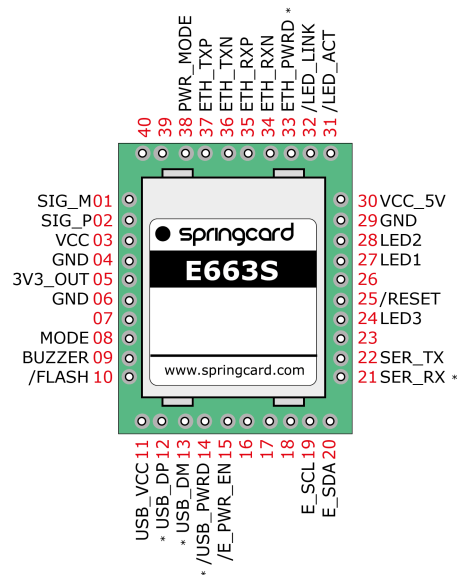 40
39
38 PWR_MODE
37 ETH_TXP
36 ETH_TXN
35 ETH_RXP
34 ETH_RXN
33 ETH_PWRD *
32 /LED_LINK
31 /LED_ACT
SIG_M 01
SIG_P 02
VCC 03
GND 04
3V3_OUT 05
GND 06
07
MODE 08
BUZZER 09
/FLASH 10
springcard
E663S
www.springcard.com
30 VCC_5V
29 GND
28 LED2
27 LED1
26
25 /RESET
24 LED3
23
22 SER_TX
21 SER_RX *
USB_VCC 11
* USB_DP 12
* USB_DM 13
* /USB_PWRD 14
/E_PWR_EN 15
16
17
18
E_SCL 19
E_SDA 20